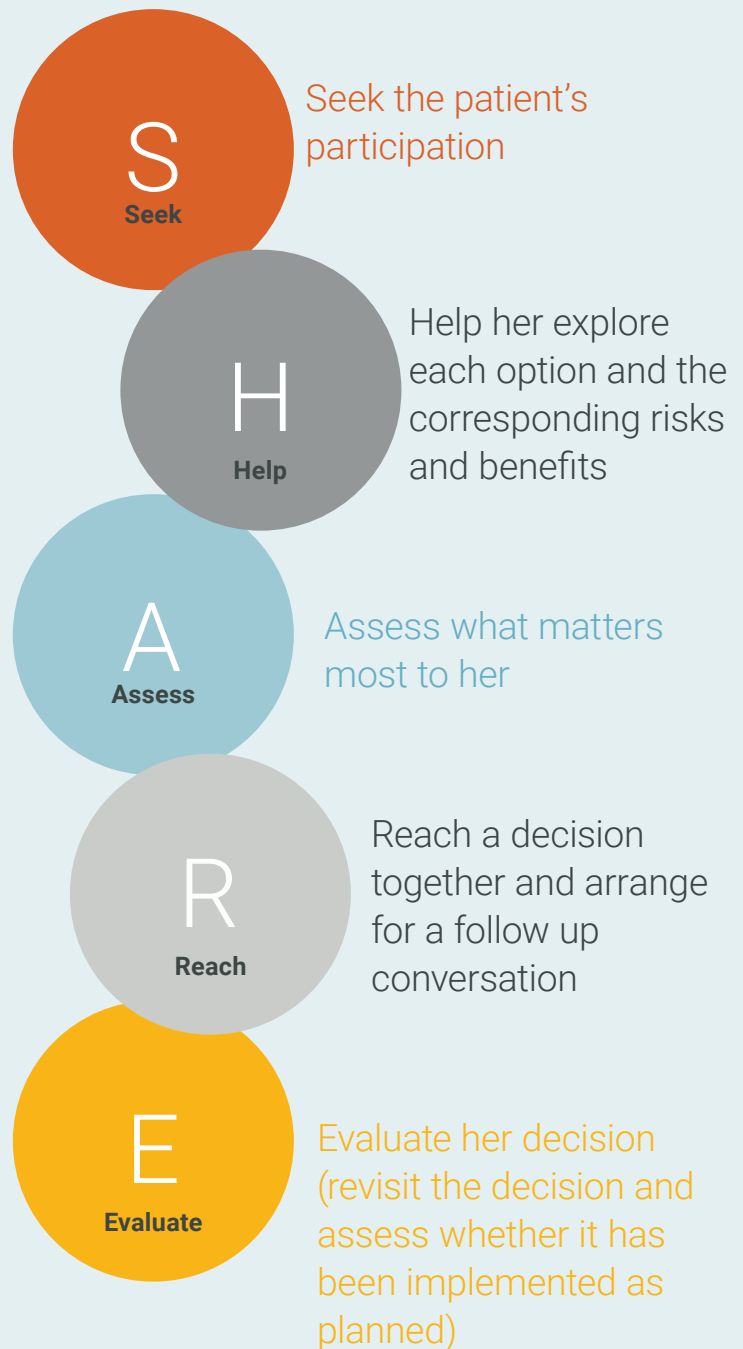 S
Seek
Seek the patient’s
participation
H
Help
Help her explore
each option and the
corresponding risks
and benefits
A
Assess
Assess what matters
most to her
R
Reach
Reach a decision
together and arrange
for a follow up
conversation
E
Evaluate
Evaluate her decision
(revisit the decision and
assess whether it has
been implemented as
planned)